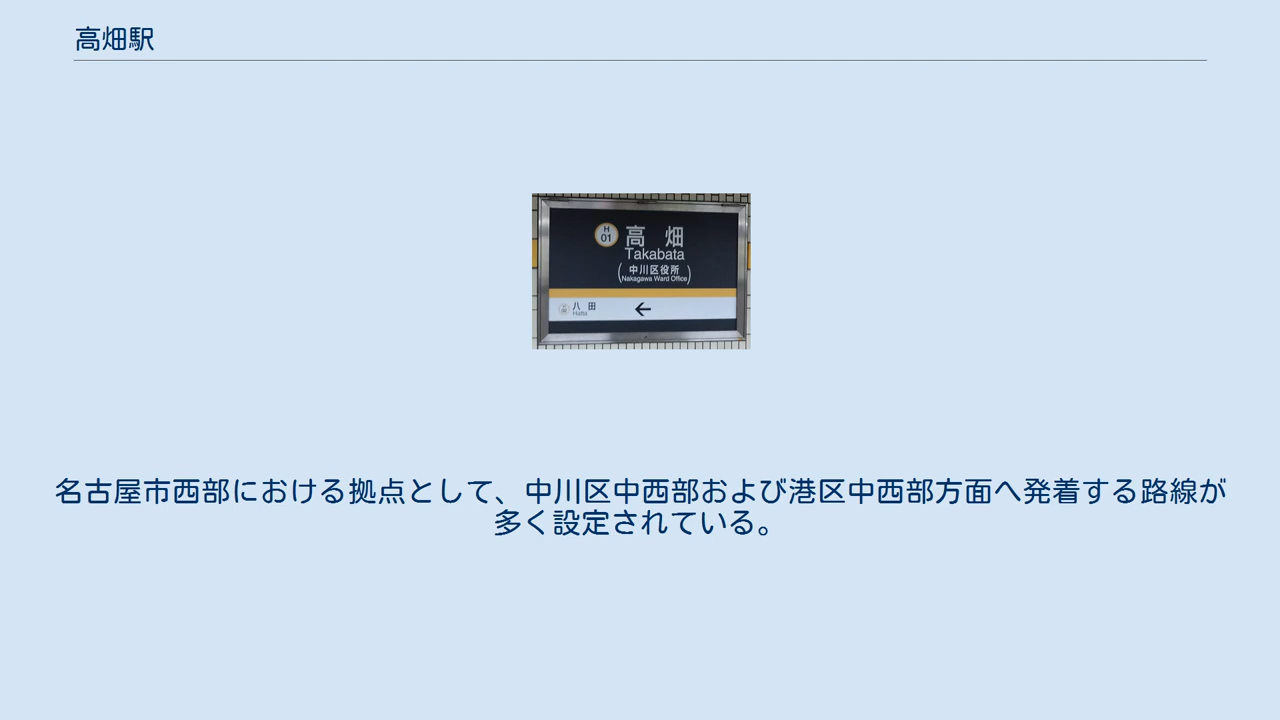 高畑駅
H
01
高 畑
Takabata
(中川区役所
Nakagawa Ward Office)
八 田
Hatta
←
名古屋市西部における拠点として、中川区中西部および港区中西部方面へ発着する路線が
多く設定されている。